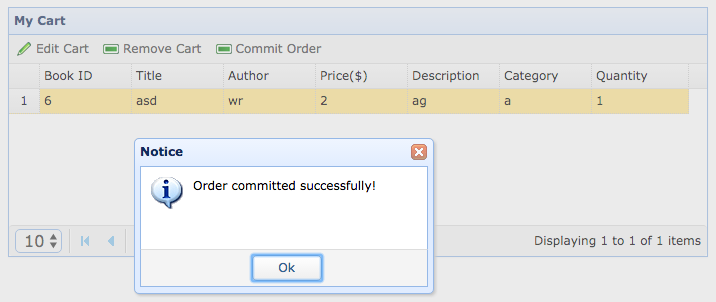 My Cart
Edit Cart Remove Cart Commit Order
Book ID Title Author Price($) Description Category Quantity
1 6 asd wr 2 ag a 1
Notice
Order committed successfully!
10 Displaying 1 to 1 of 1 items
Ok